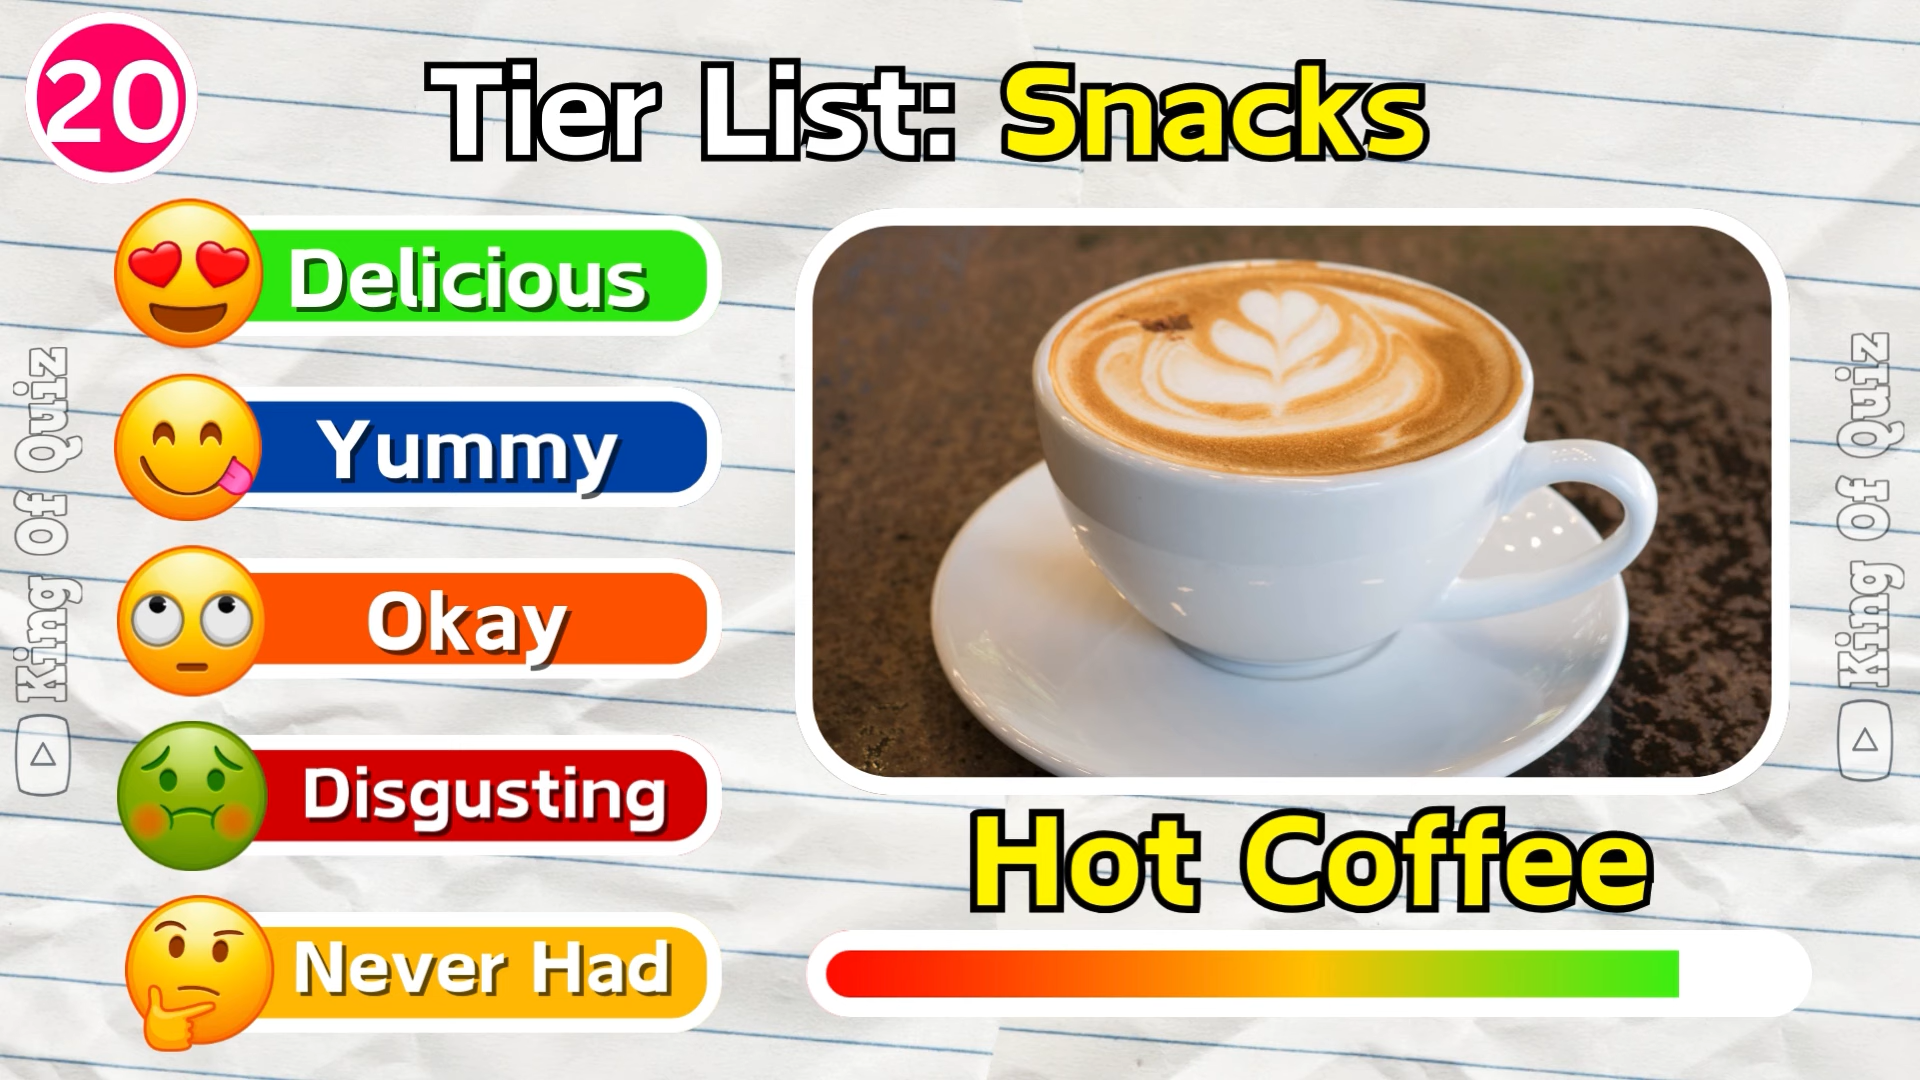 20
Tier List: Snacks
Delicious
Yummy
Okay
Disgusting
Never Had
Hot Coffee
King Of Quiz
King Of Quiz